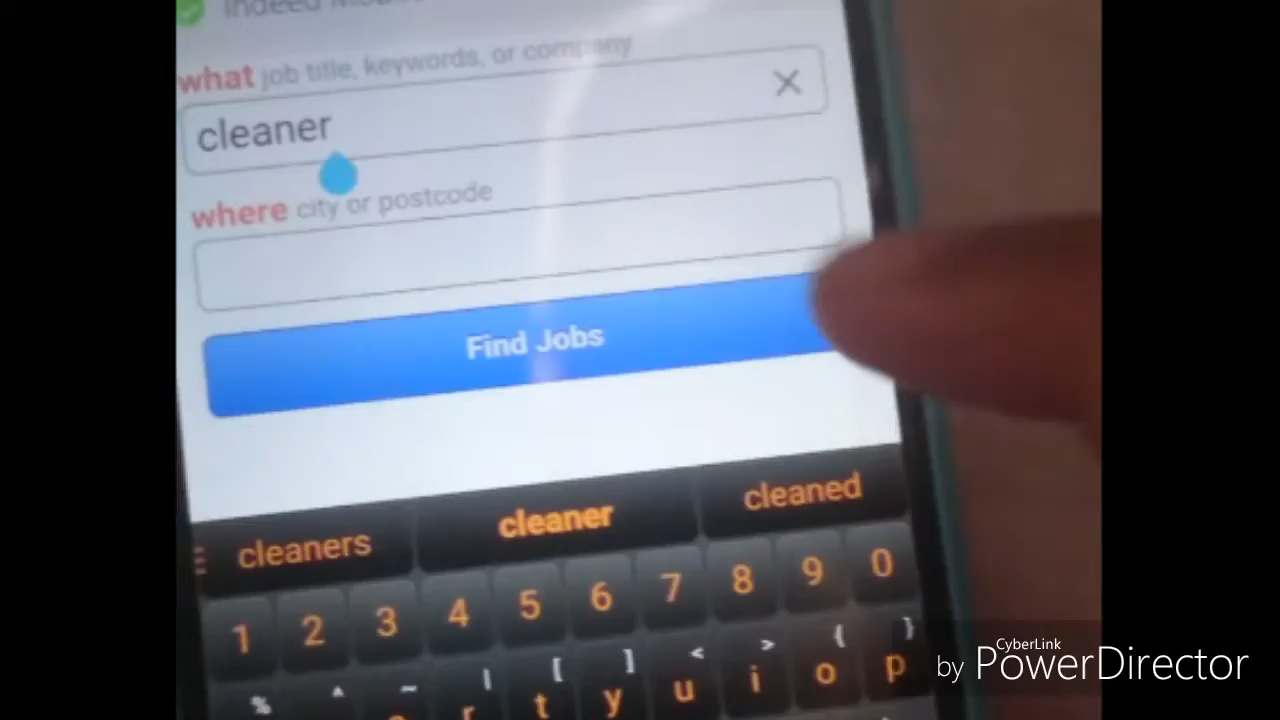 Indeed
what job title, keywords, or company
cleaner
where city or postcode
Find Jobs
cleaners cleaner cleaned
1 2 3 4 5 6 7 8 9 0
% ^ ~ | [ ] < > { }
r t y u i o p
CyberLink
by PowerDirector